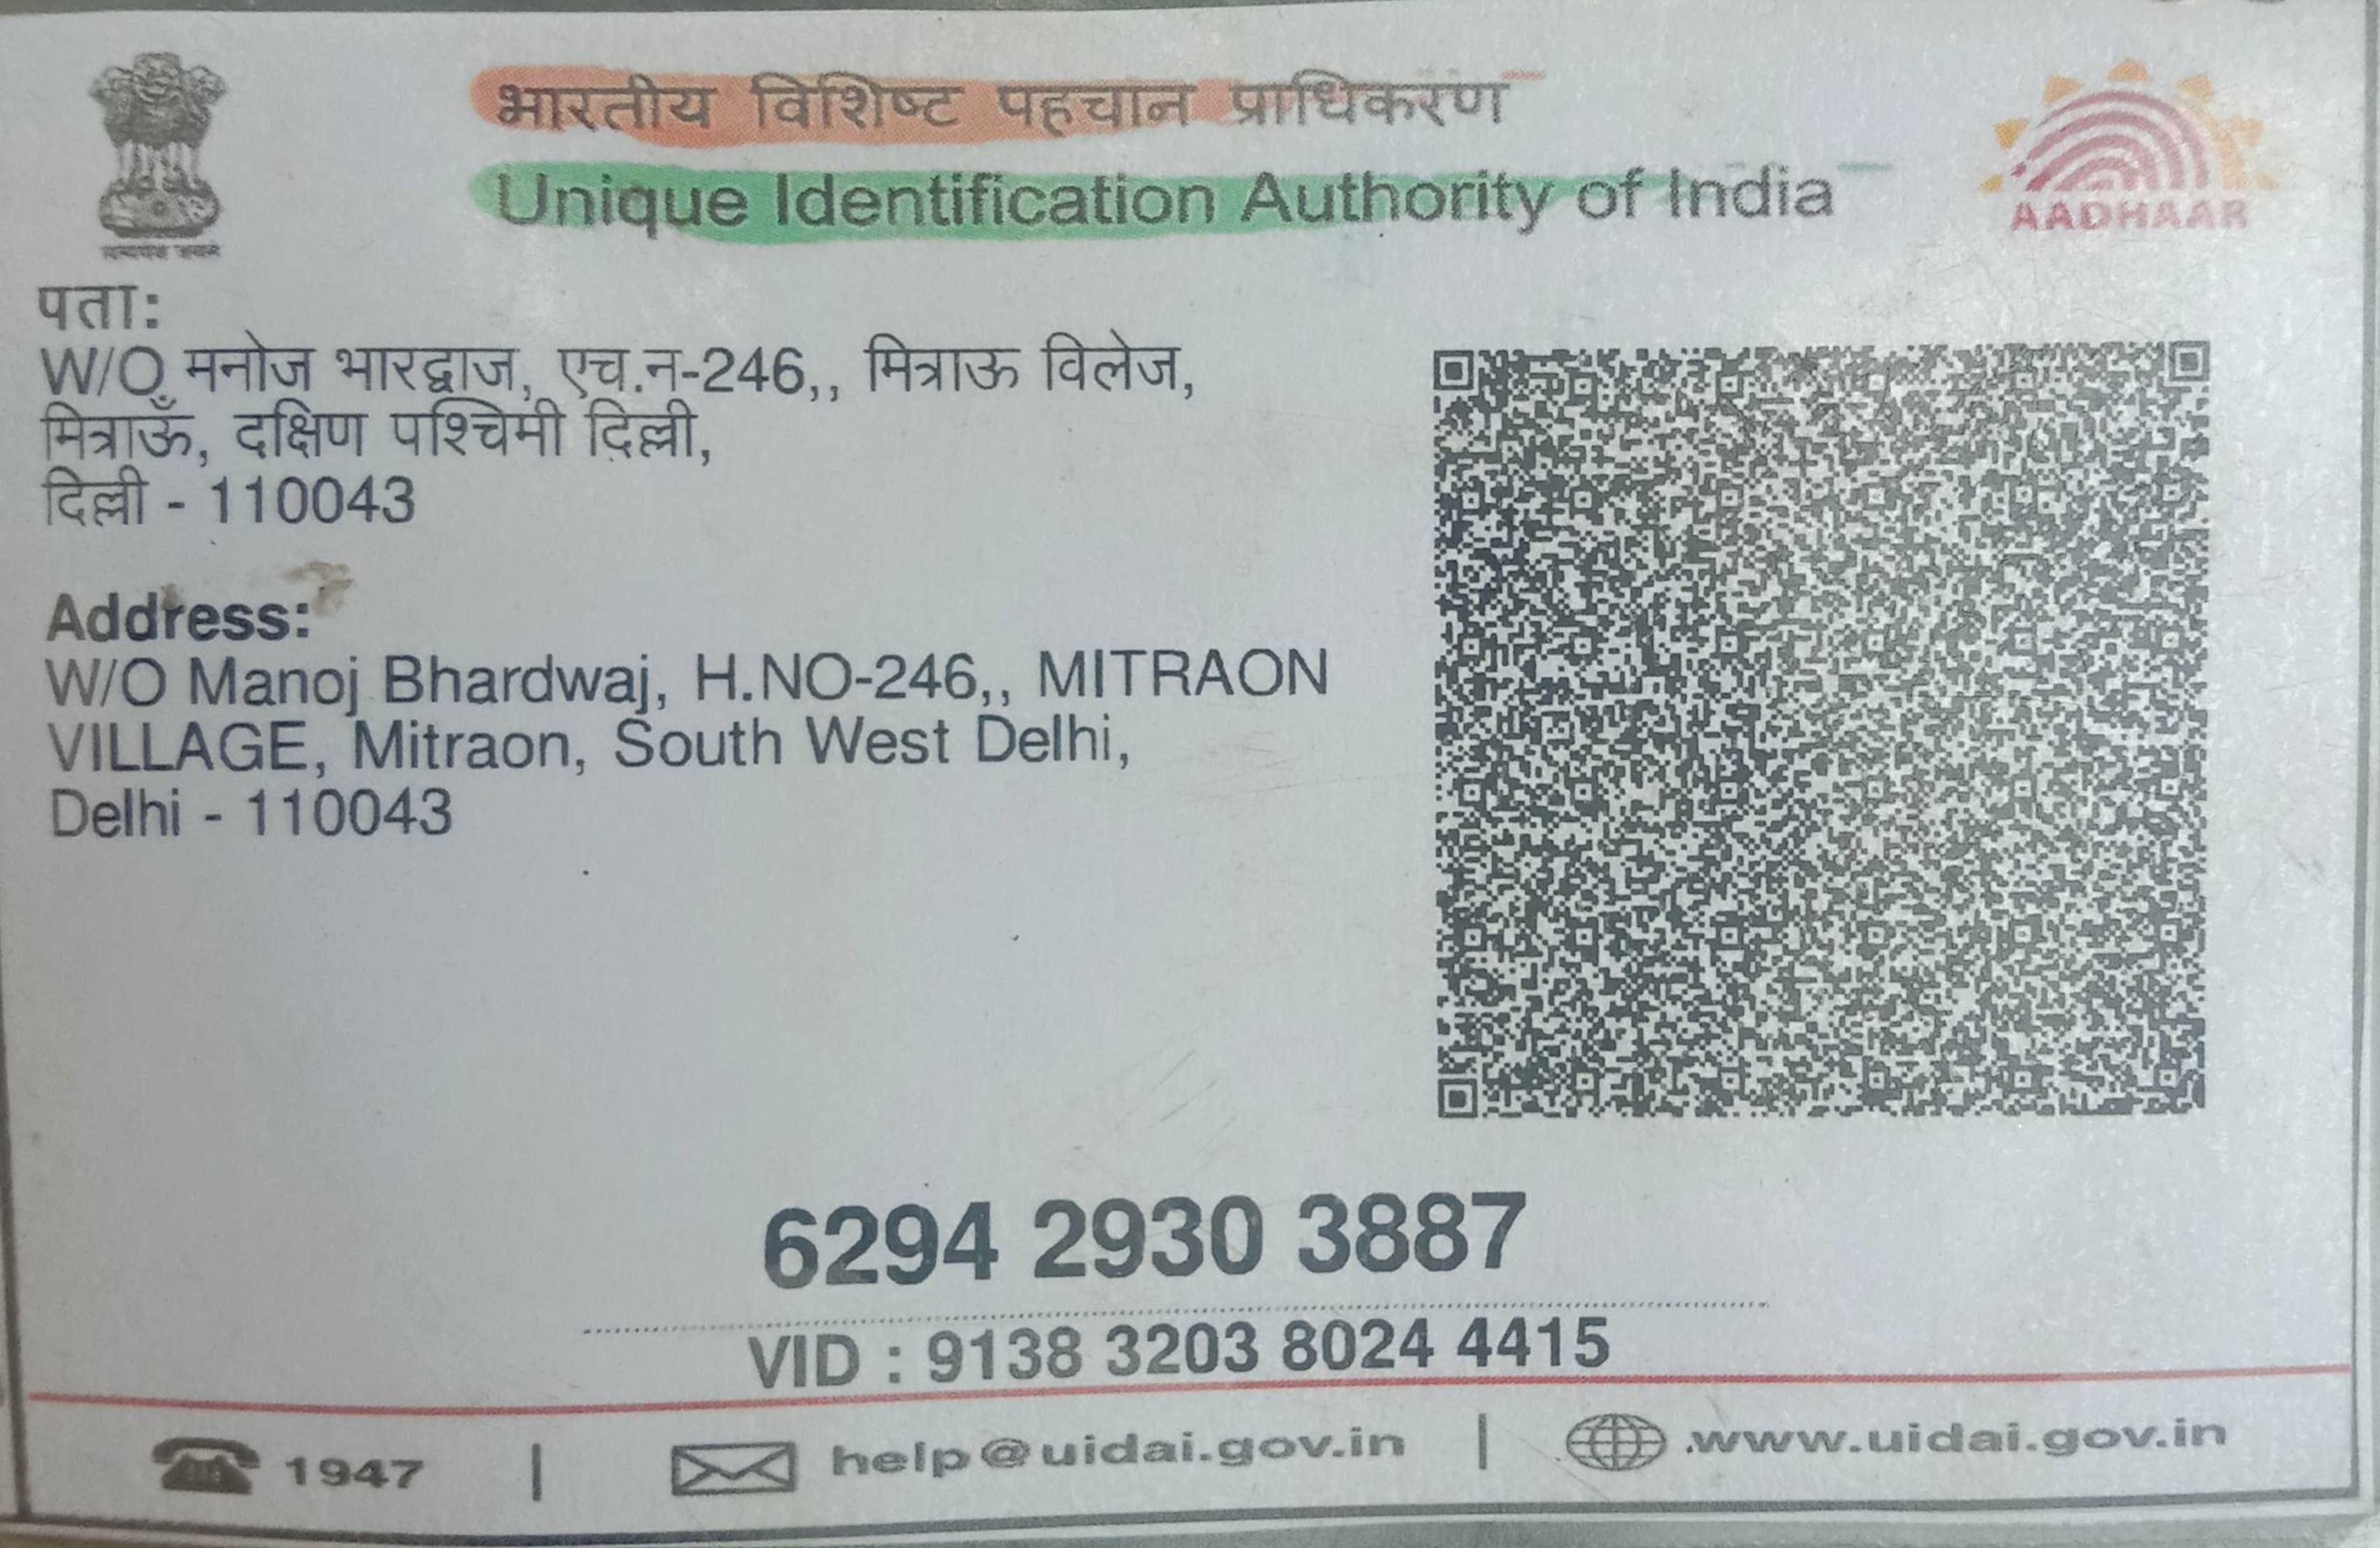 भारतीय विशिष्ट पहचान प्राधिकरण
Unique Identification Authority of India
AADHAAR
पता:
W/O मनोज भारद्वाज, एच.न-246,, मित्राऊ विलेज,
मित्राऊँ, दक्षिण पश्चिमी दिल्ली,
दिल्ली - 110043
Address:
W/O Manoj Bhardwaj, H.NO-246,, MITRAON
VILLAGE, Mitraon, South West Delhi,
Delhi - 110043
6294 2930 3887
VID : 9138 3203 8024 4415
1947 | help@uidai.gov.in | www.uidai.gov.in